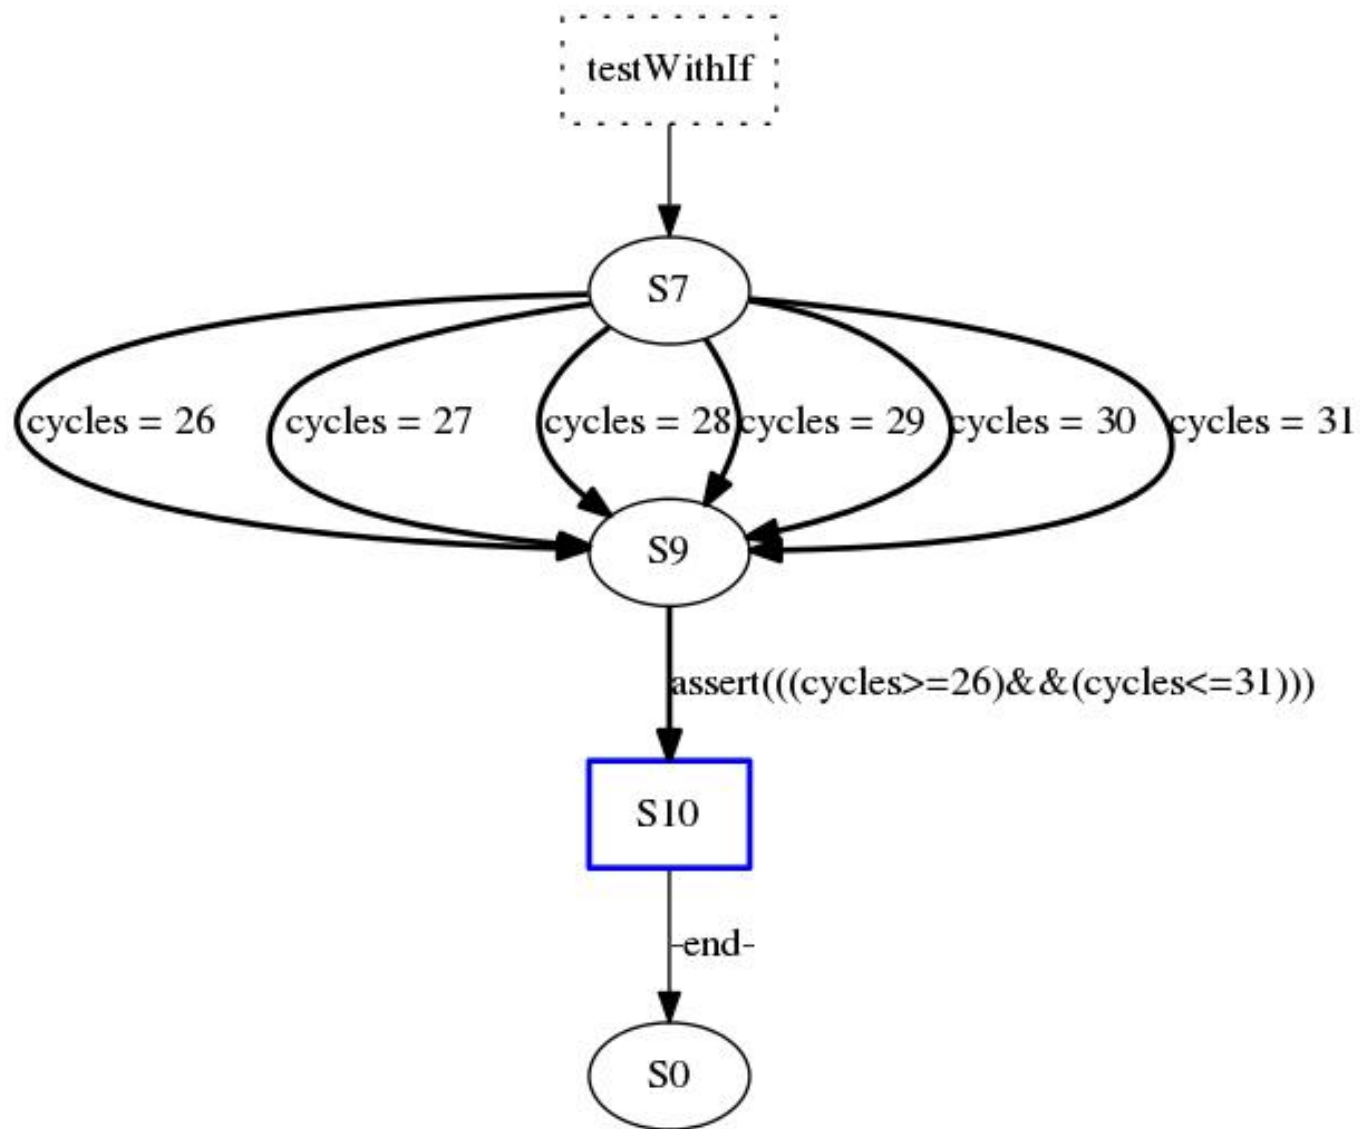 testWithIf
S7
cycles = 26
cycles = 27
cycles = 28
cycles = 29
cycles = 30
cycles = 31
S9
assert(((cycles>=26)&&(cycles<=31)))
S10
-end-
S0